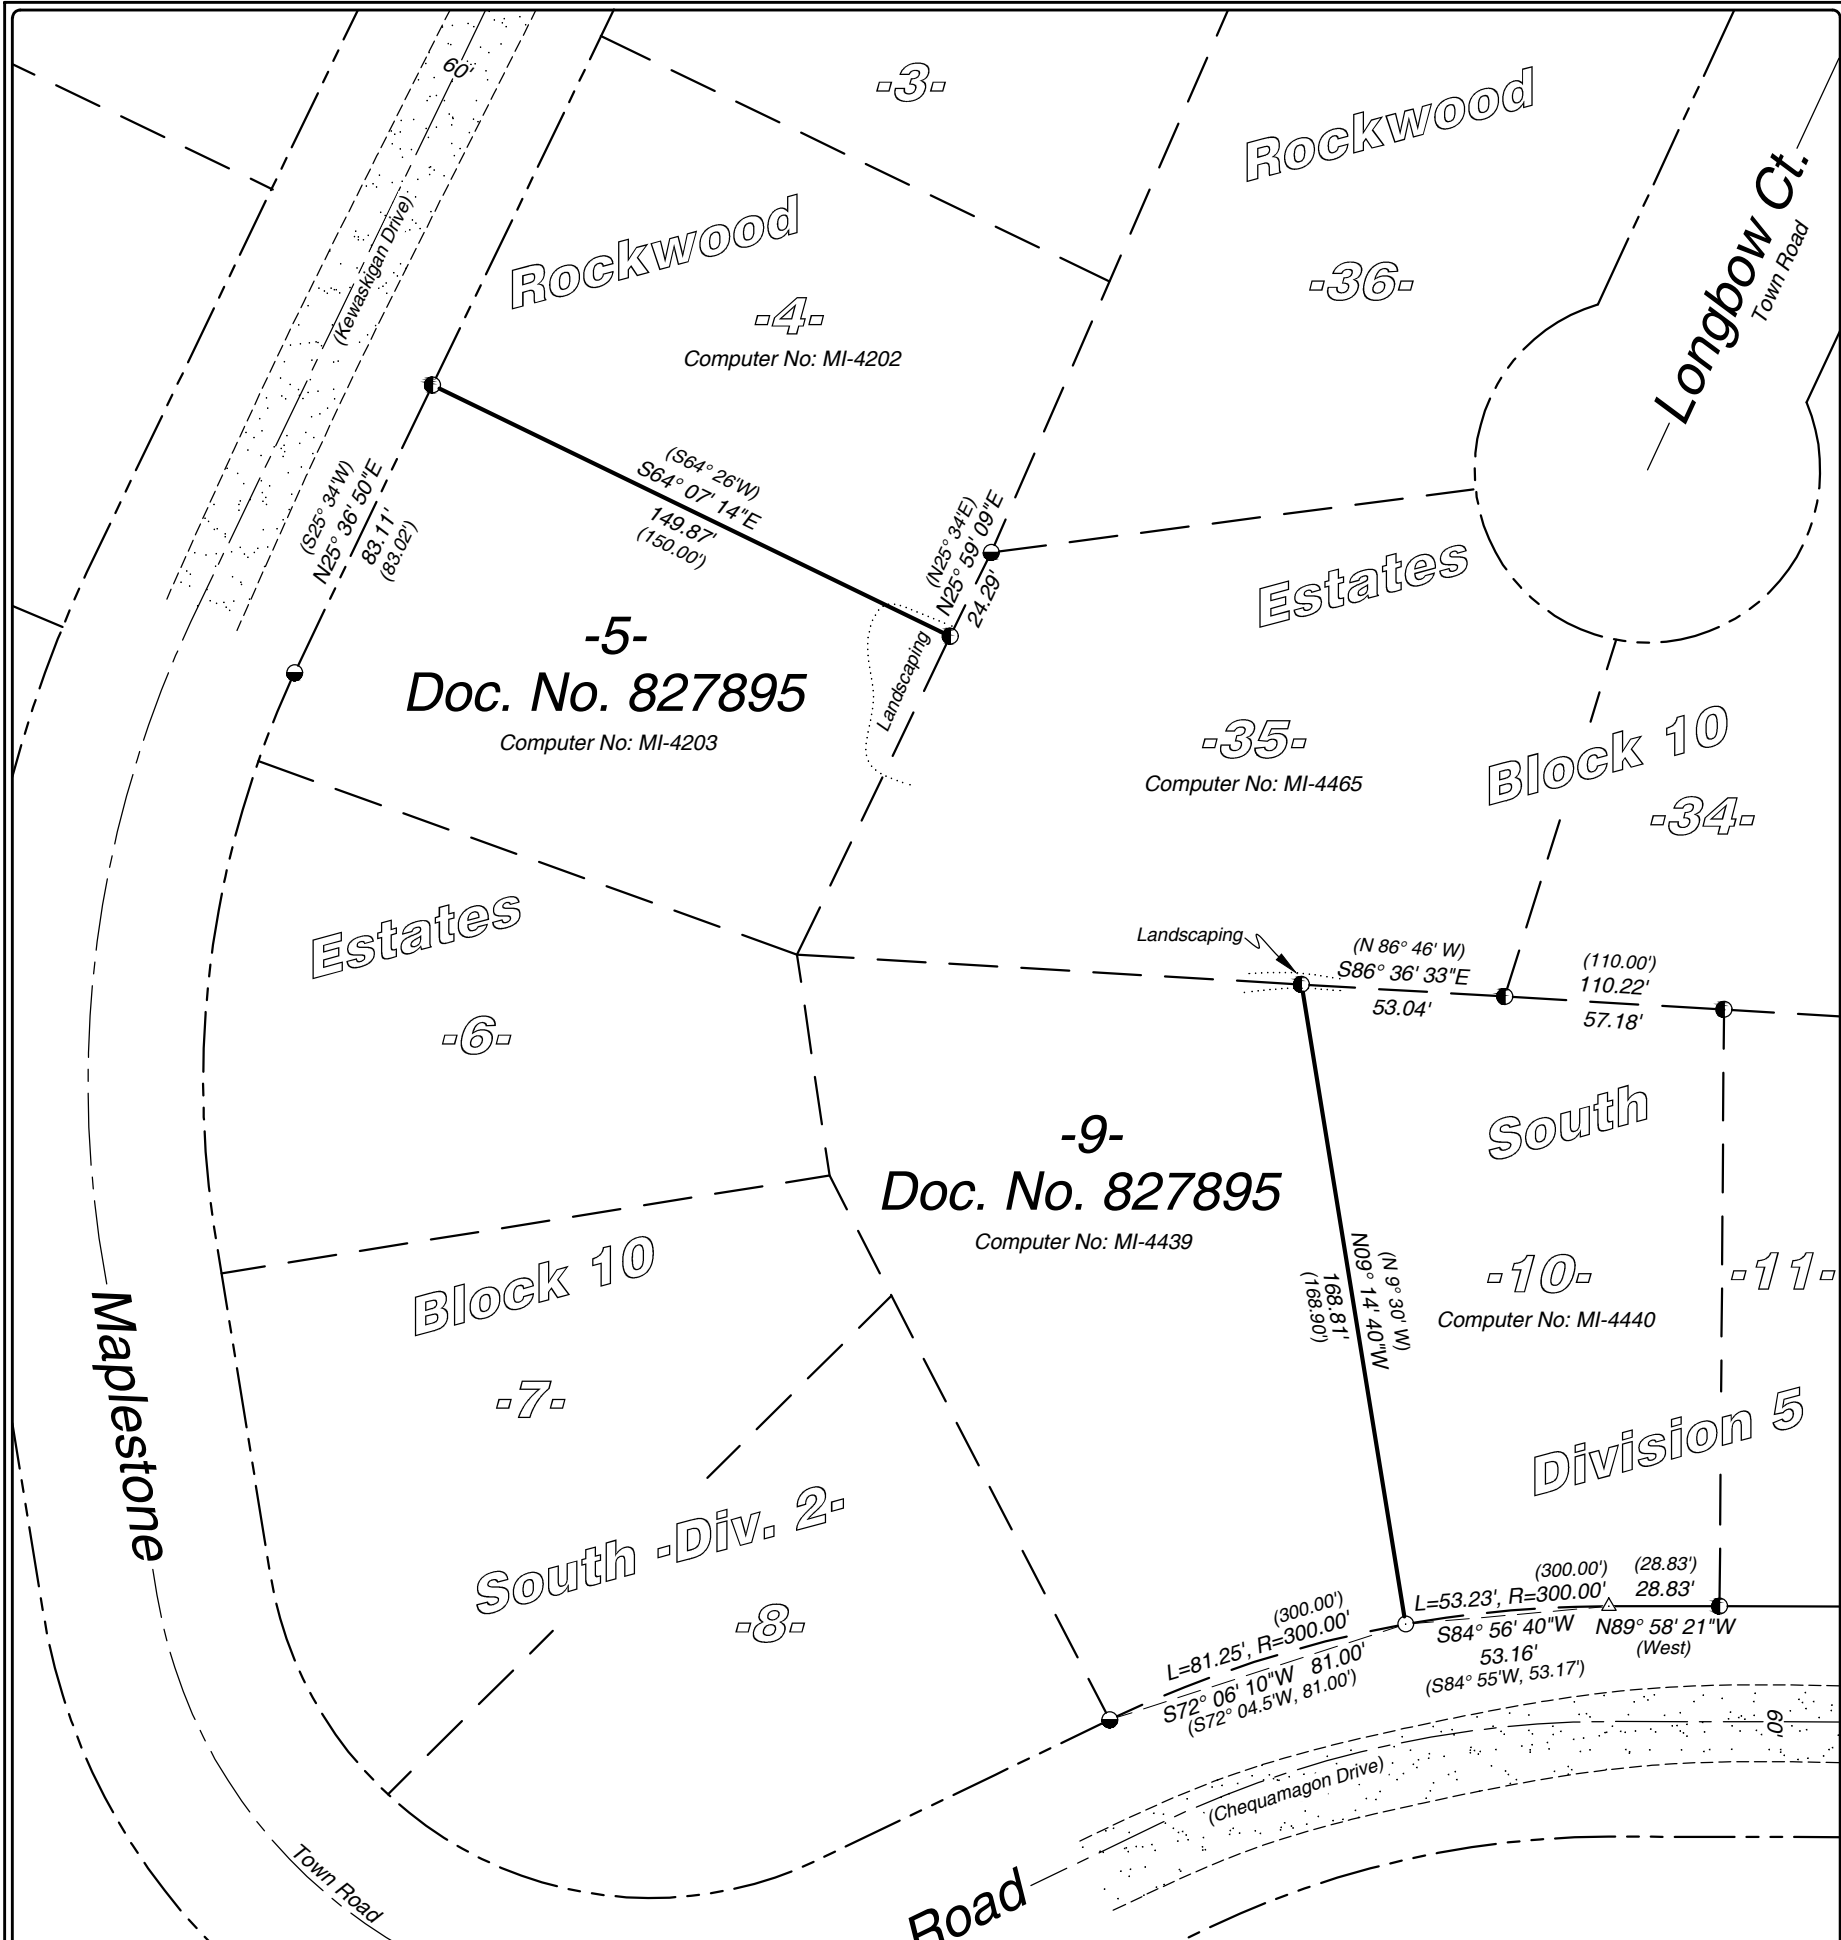 60'
-3-
Rockwood
(Kewaskigan Drive)
Rockwood
-4-
Computer No: MI-4202
-36-
Longbow Ct.
Town Road
(S25° 34'W)
N25° 36' 50"E
83.11'
(83.02')
(S64° 26'W)
S64° 07' 14"E
149.87'
(150.00')
(N25° 34'E)
N25° 59' 09"E
24.29'
Estates
-5-
Doc. No. 827895
Computer No: MI-4203
Landscaping
-35-
Computer No: MI-4465
Block 10
-34-
Estates
-6-
Landscaping
(N 86° 46' W)
S86° 36' 33"E
53.04'
(110.00')
110.22'
57.18'
South
-9-
Doc. No. 827895
Computer No: MI-4439
(N 9° 30' W)
N09° 14' 40"W
168.81'
(168.90')
-10-
Computer No: MI-4440
-11-
Block 10
-7-
Maplestone
Division 5
South -Div. 2-
-8-
(300.00')
L=81.25', R=300.00'
S72° 06' 10"W 81.00'
(S72° 04.5'W, 81.00')
(300.00')
L=53.23', R=300.00'
S84° 56' 40"W
53.16'
(S84° 55'W, 53.17')
(28.83')
28.83'
N89° 58' 21"W
(West)
60'
(Chequamagon Drive)
Town Road
Road